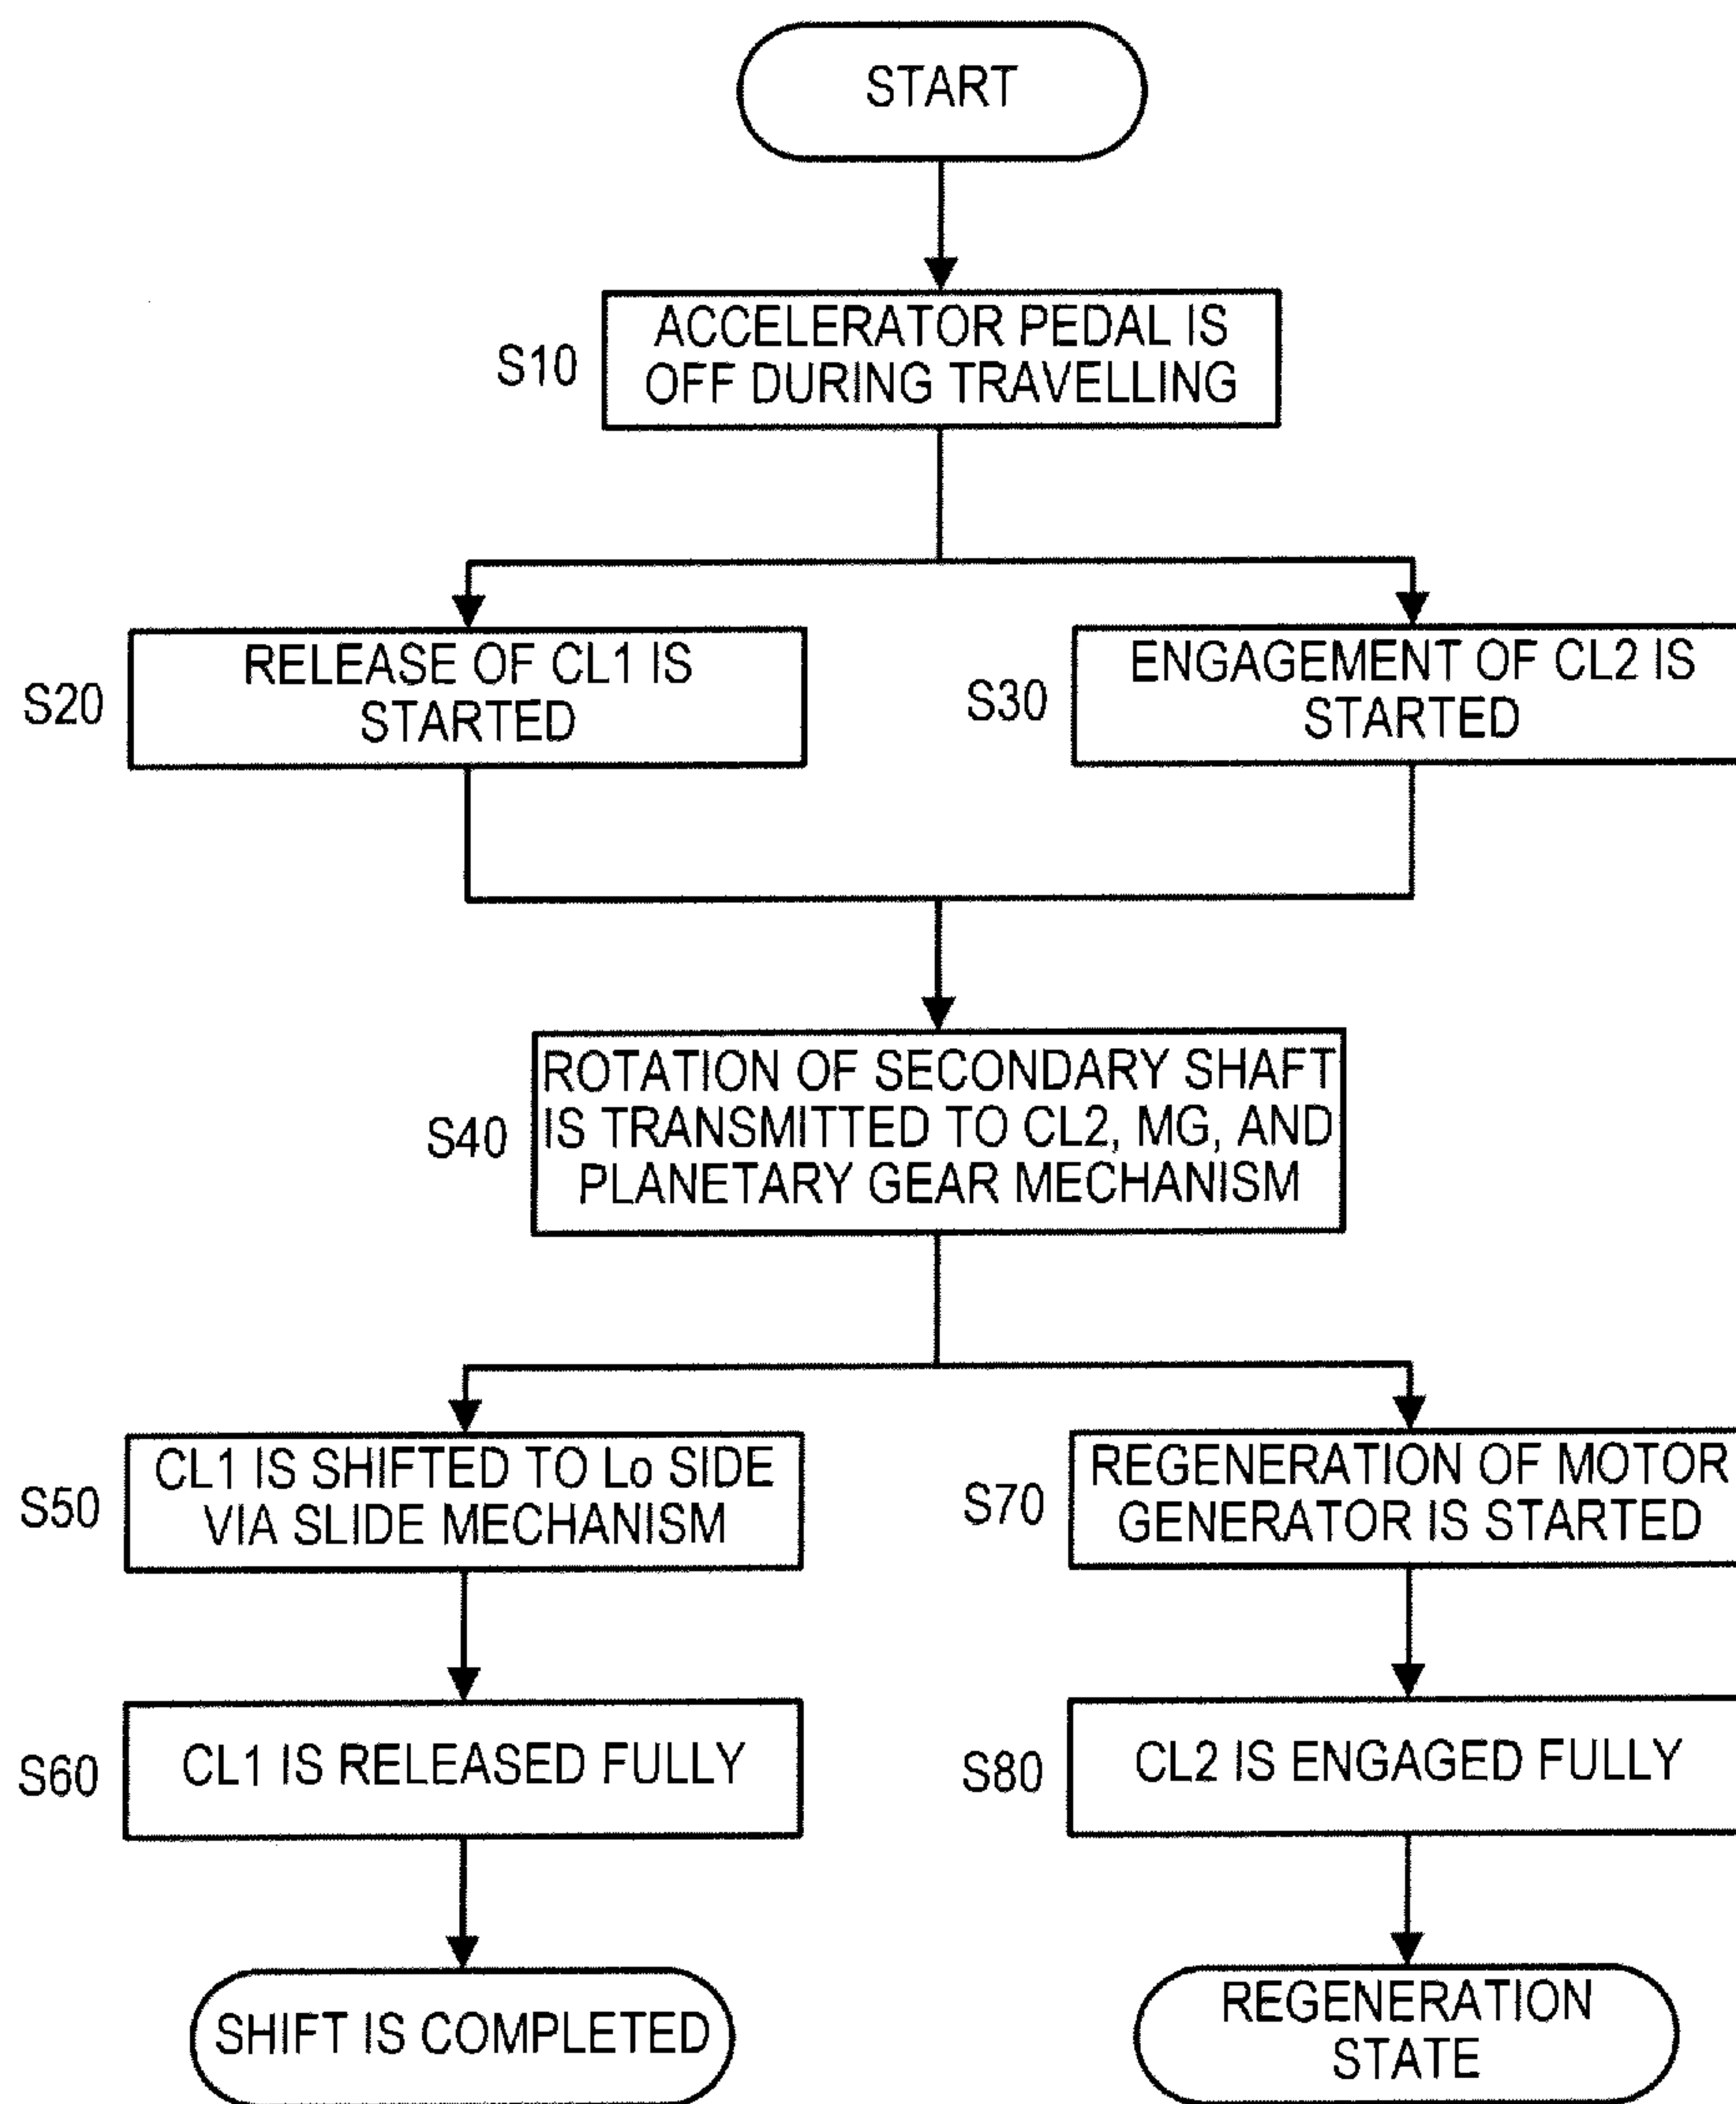 START
S10
ACCELERATOR PEDAL IS
OFF DURING TRAVELLING
S20
RELEASE OF CL1 IS
STARTED
S30
ENGAGEMENT OF CL2 IS
STARTED
S40
ROTATION OF SECONDARY SHAFT
IS TRANSMITTED TO CL2, MG, AND
PLANETARY GEAR MECHANISM
S50
CL1 IS SHIFTED TO Lo SIDE
VIA SLIDE MECHANISM
S70
REGENERATION OF MOTOR
GENERATOR IS STARTED
S60
CL1 IS RELEASED FULLY
S80
CL2 IS ENGAGED FULLY
SHIFT IS COMPLETED
REGENERATION
STATE